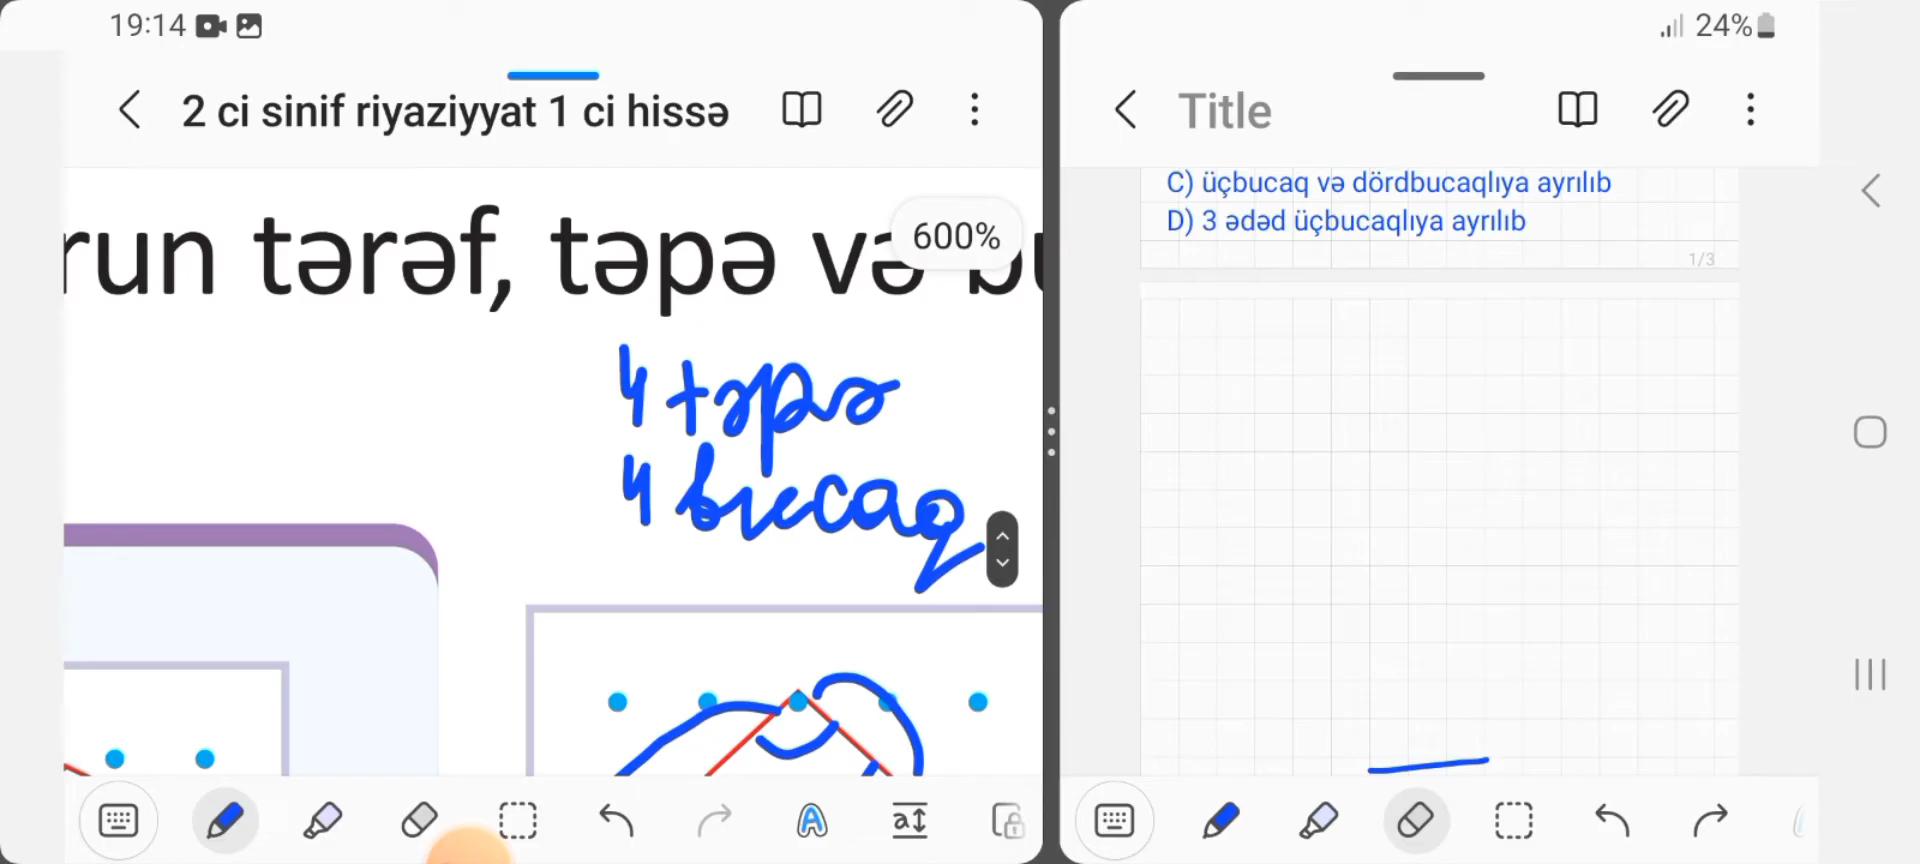 19:14
24%
2 ci sinif riyaziyyat 1 ci hissə
Title
600%
run tərəf, təpə və bu
4 təpə
4 bucaq
C) üçbucaq və dördbucaqlıya ayrılıb
D) 3 ədəd üçbucaqlıya ayrılıb
1/3